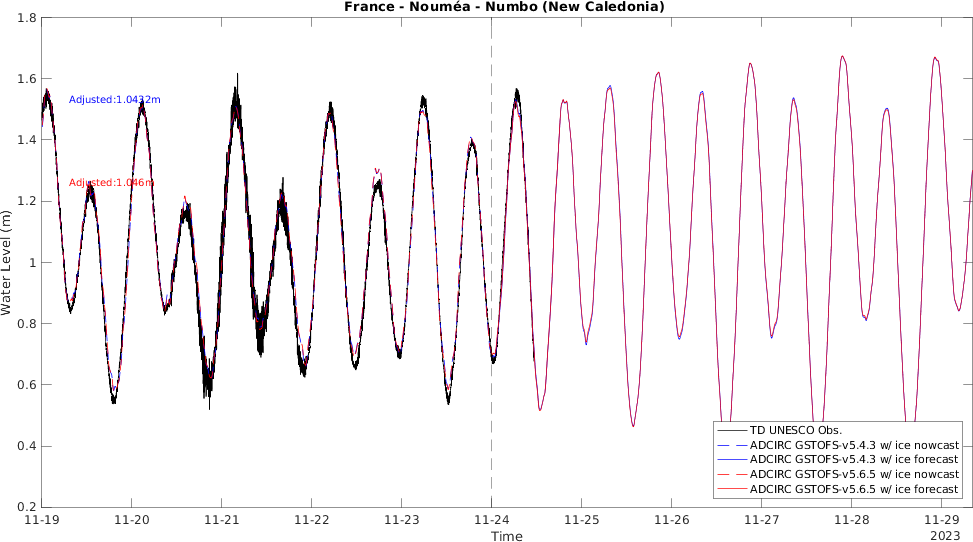 France - Nouméa - Numbo (New Caledonia)
1.8
1.6
1.4
1.2
1
0.8
0.6
0.4
0.2
Water Level (m)
Adjusted:1.0432m
Adjusted:1.046m
TD UNESCO Obs.
ADCIRC GSTOFS-v5.4.3 w/ ice nowcast
ADCIRC GSTOFS-v5.4.3 w/ ice forecast
ADCIRC GSTOFS-v5.6.5 w/ ice nowcast
ADCIRC GSTOFS-v5.6.5 w/ ice forecast
11-19 11-20 11-21 11-22 11-23 11-24 11-25 11-26 11-27 11-28 11-29
2023
Time